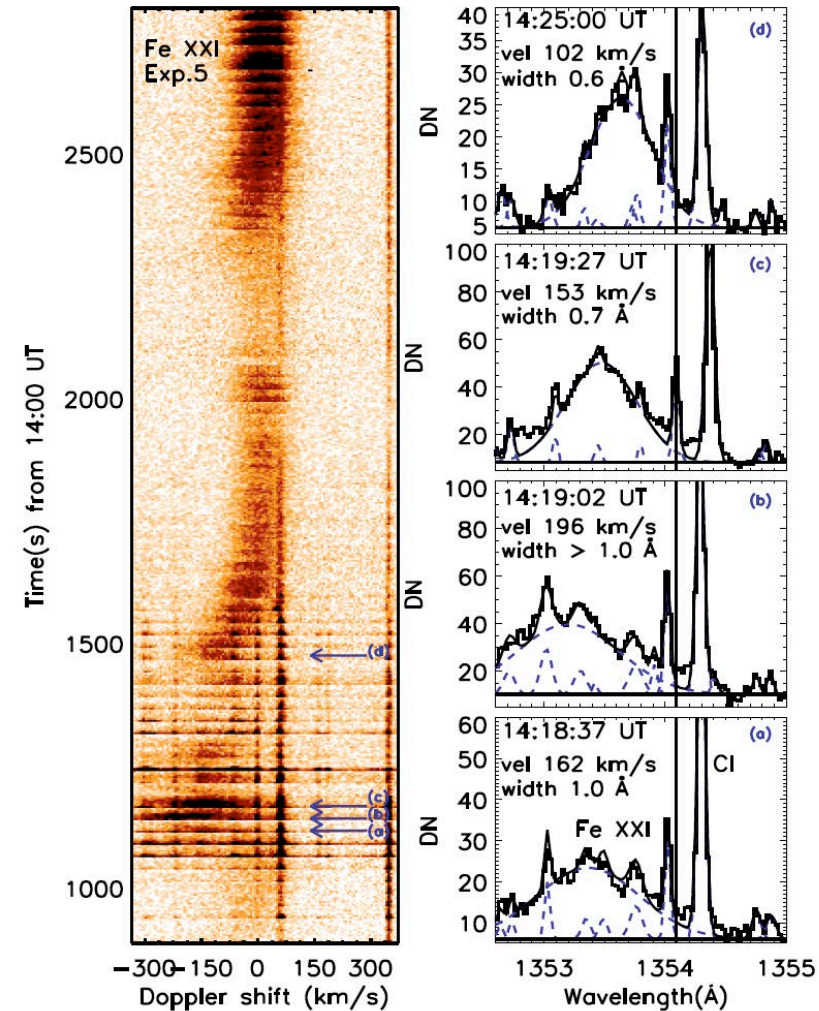 Fe XXI
Exp.5
2500
2000
1500
1000
Time(s) from 14:00 UT
(d)
(c)
(b)
(a)
−300 −150 0 150 300
Doppler shift (km/s)
14:25:00 UT
(d)
vel 102 km/s
width 0.6 Å
40
35
30
25
20
15
10
5
DN
14:19:27 UT
(c)
vel 153 km/s
width 0.7 Å
100
80
60
40
20
DN
14:19:02 UT
(b)
vel 196 km/s
width > 1.0 Å
100
80
60
40
20
DN
14:18:37 UT
(a)
vel 162 km/s
width 1.0 Å
CI
Fe XXI
60
50
40
30
20
10
DN
1353 1354 1355
Wavelength(Å)